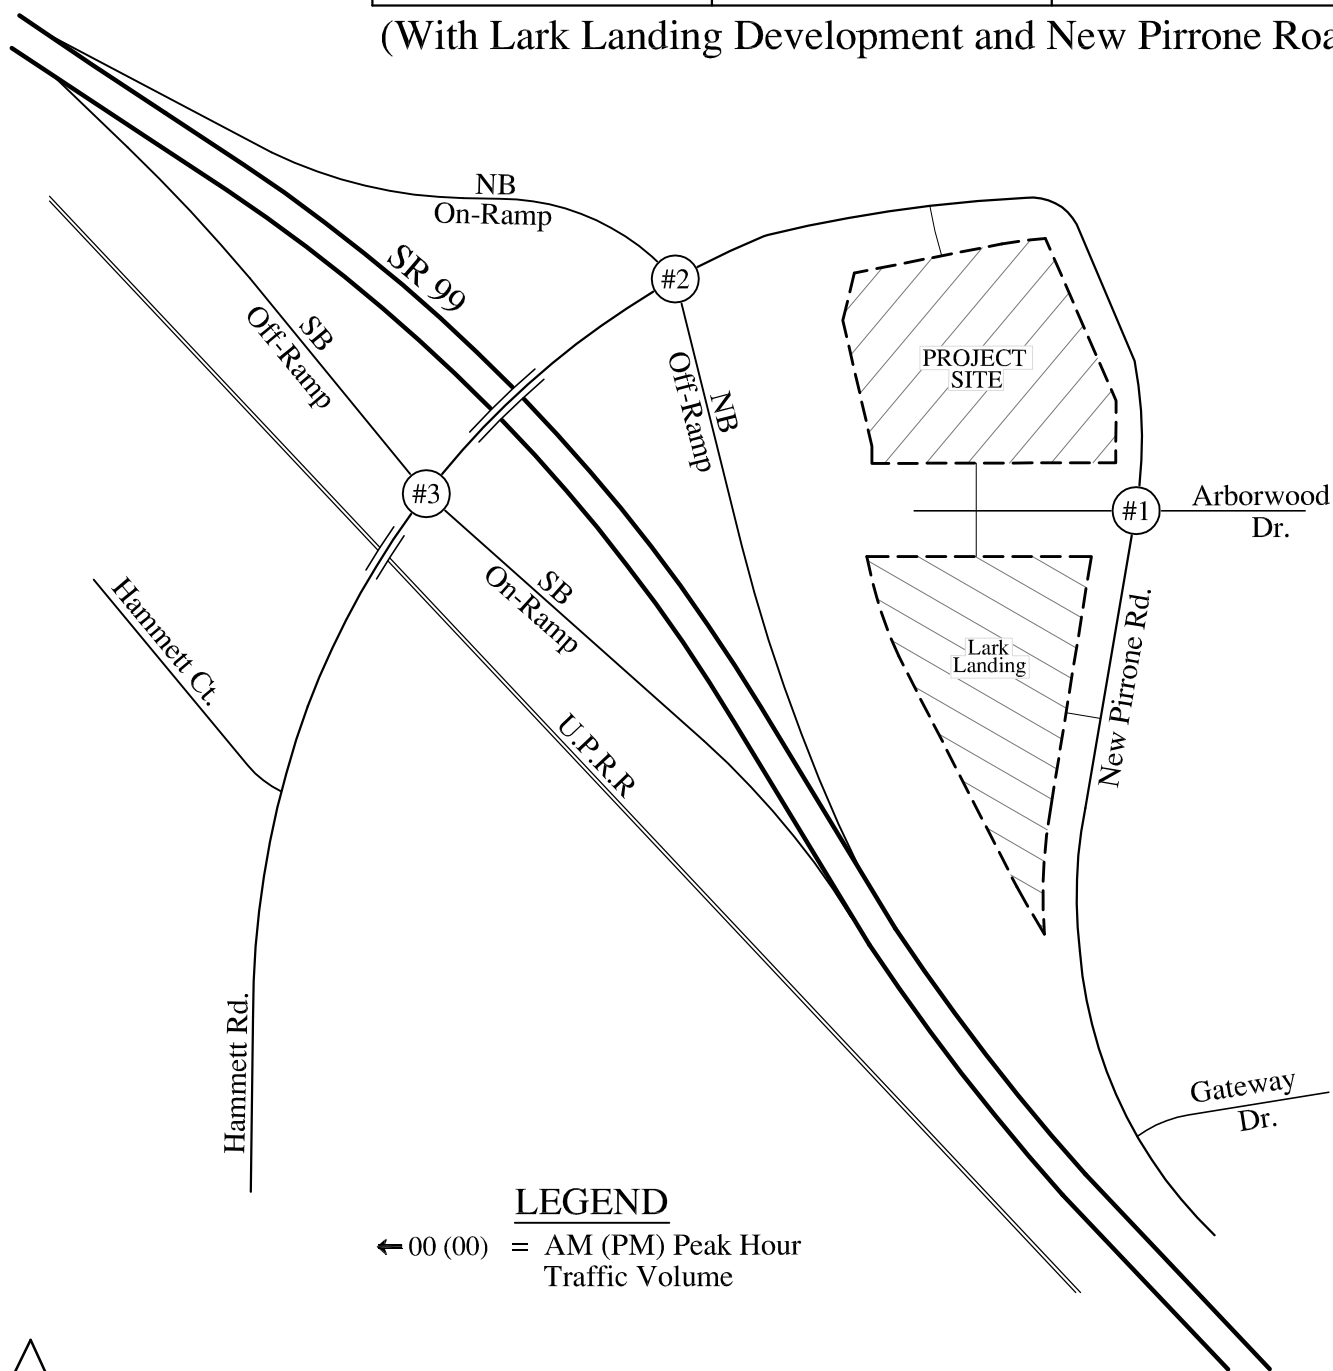 (With Lark Landing Development and New Pirrone
NB
On-Ramp
SR 99
#2
SB
Off-Ramp
NB
Off-Ramp
PROJECT
SITE
#3
#1
Arborwood
Dr.
SB
On-Ramp
Hammett Ct.
Lark
Landing
New Pirrone Rd.
U.P.R.R
Hammett Rd.
Gateway
Dr.
LEGEND
00 (00) = AM (PM) Peak Hour
Traffic Volume